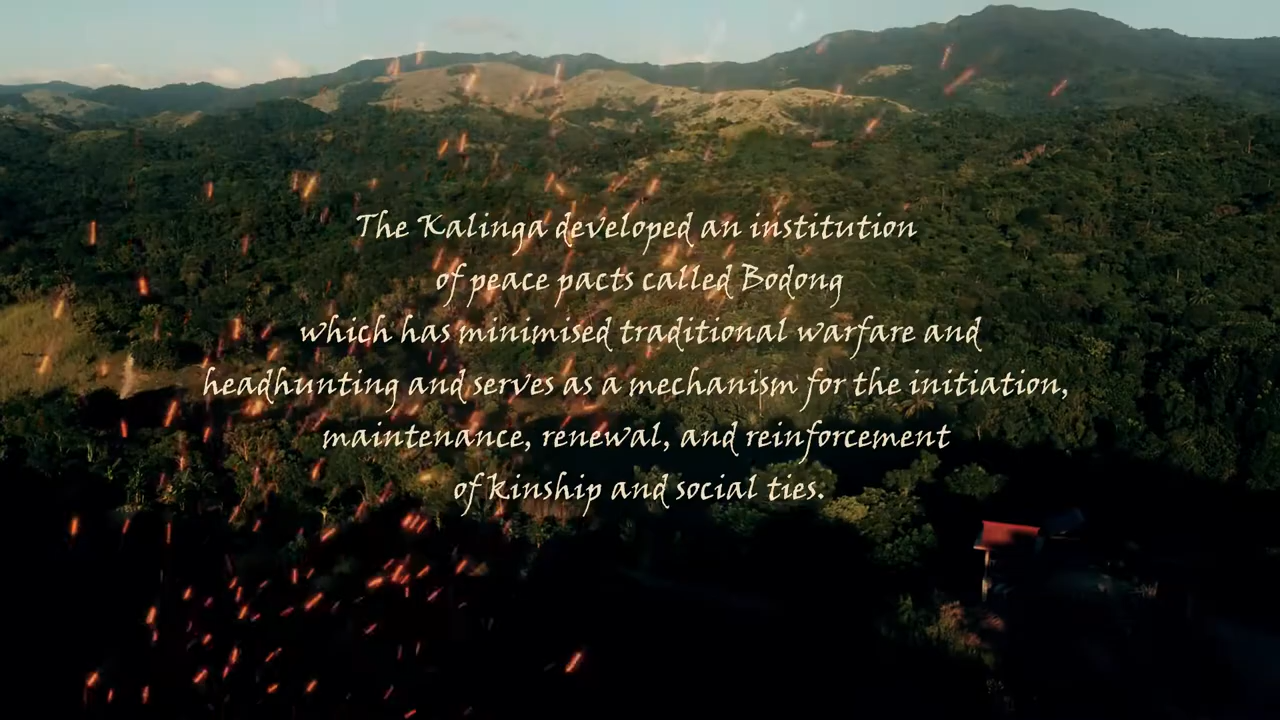 The Kalinga developed an institution
of peace pacts called Bodong
which has minimised traditional warfare and
headhunting and serves as a mechanism for the initiation,
maintenance, renewal, and reinforcement
of kinship and social ties.